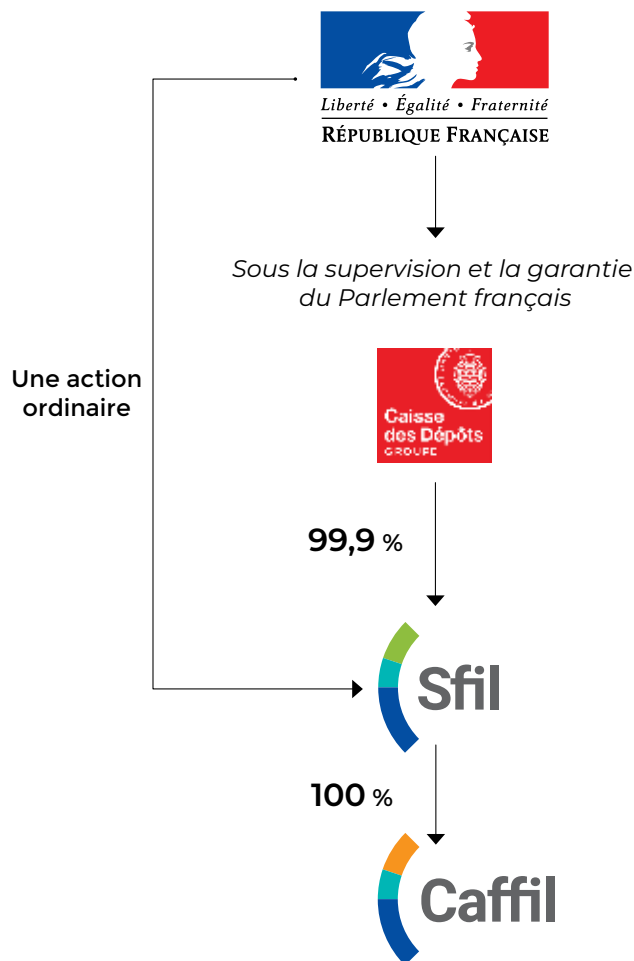 Liberté • Égalité • Fraternité
RÉPUBLIQUE FRANÇAISE
Sous la supervision et la garantie
du Parlement français
Une action
ordinaire
Caisse
des Dépôts
GROUPE
99,9 %
Sfil
100 %
Caffil